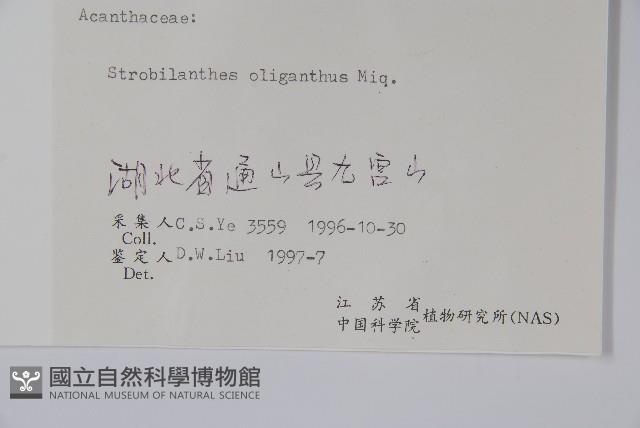 Acanthaceae:
Strobilanthes oliganthus Miq.
湖北省通山县九宫山
采集人 C.S.Ye 3559 1996-10-30
Coll.
鉴定人 D.W.Liu 1997-7
Det.
江苏省
中国科学院 植物研究所(NAS)
國立自然科學博物館
NATIONAL MUSEUM OF NATURAL SCIENCE